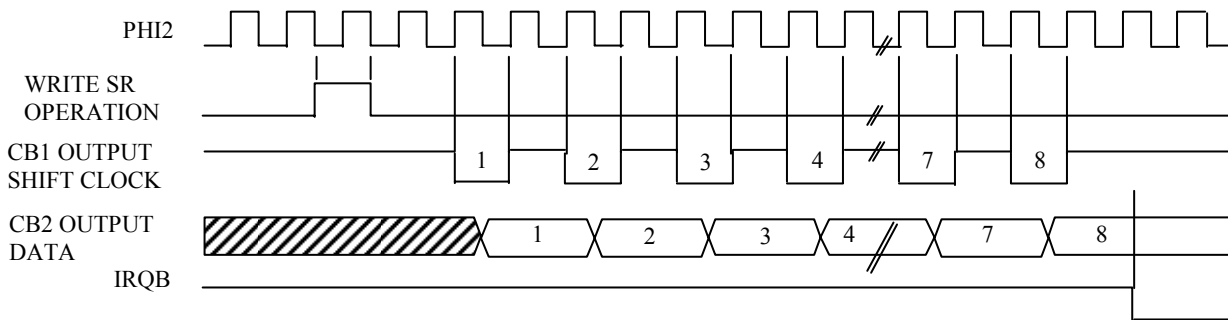 PHI2
WRITE SR
OPERATION
CB1 OUTPUT
SHIFT CLOCK
1 2 3 4 7 8
CB2 OUTPUT
DATA
1 2 3 4 7 8
IRQB